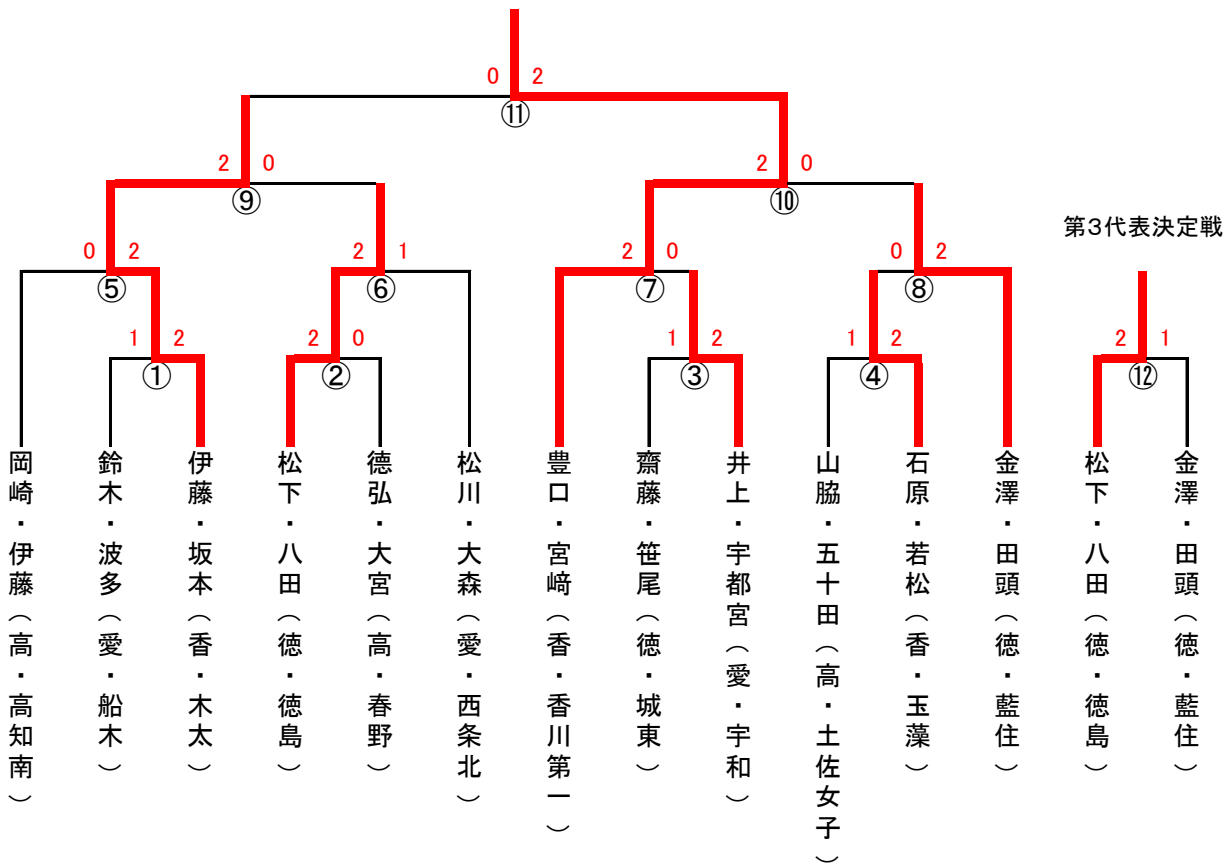 0 2
⑪
2 0
2 0
⑨
⑩
第3代表決定戦
0 2
2 1
2 0
0 2
⑤
⑥
⑦
⑧
1 2
2 0
1 2
1 2
2 1
①
②
③
④
⑫
岡崎・伊藤(高・高知南)
鈴木・波多(愛・船木)
伊藤・坂本(香・木太)
松下・八田(徳・徳島)
德弘・大宮(高・春野)
松川・大森(愛・西条北)
豊口・宮﨑(香・香川第一)
齋藤・笹尾(徳・城東)
井上・宇都宮(愛・宇和)
山脇・五十田(高・土佐女子)
石原・若松(香・玉藻)
金澤・田頭(徳・藍住)
松下・八田(徳・徳島)
金澤・田頭(徳・藍住)